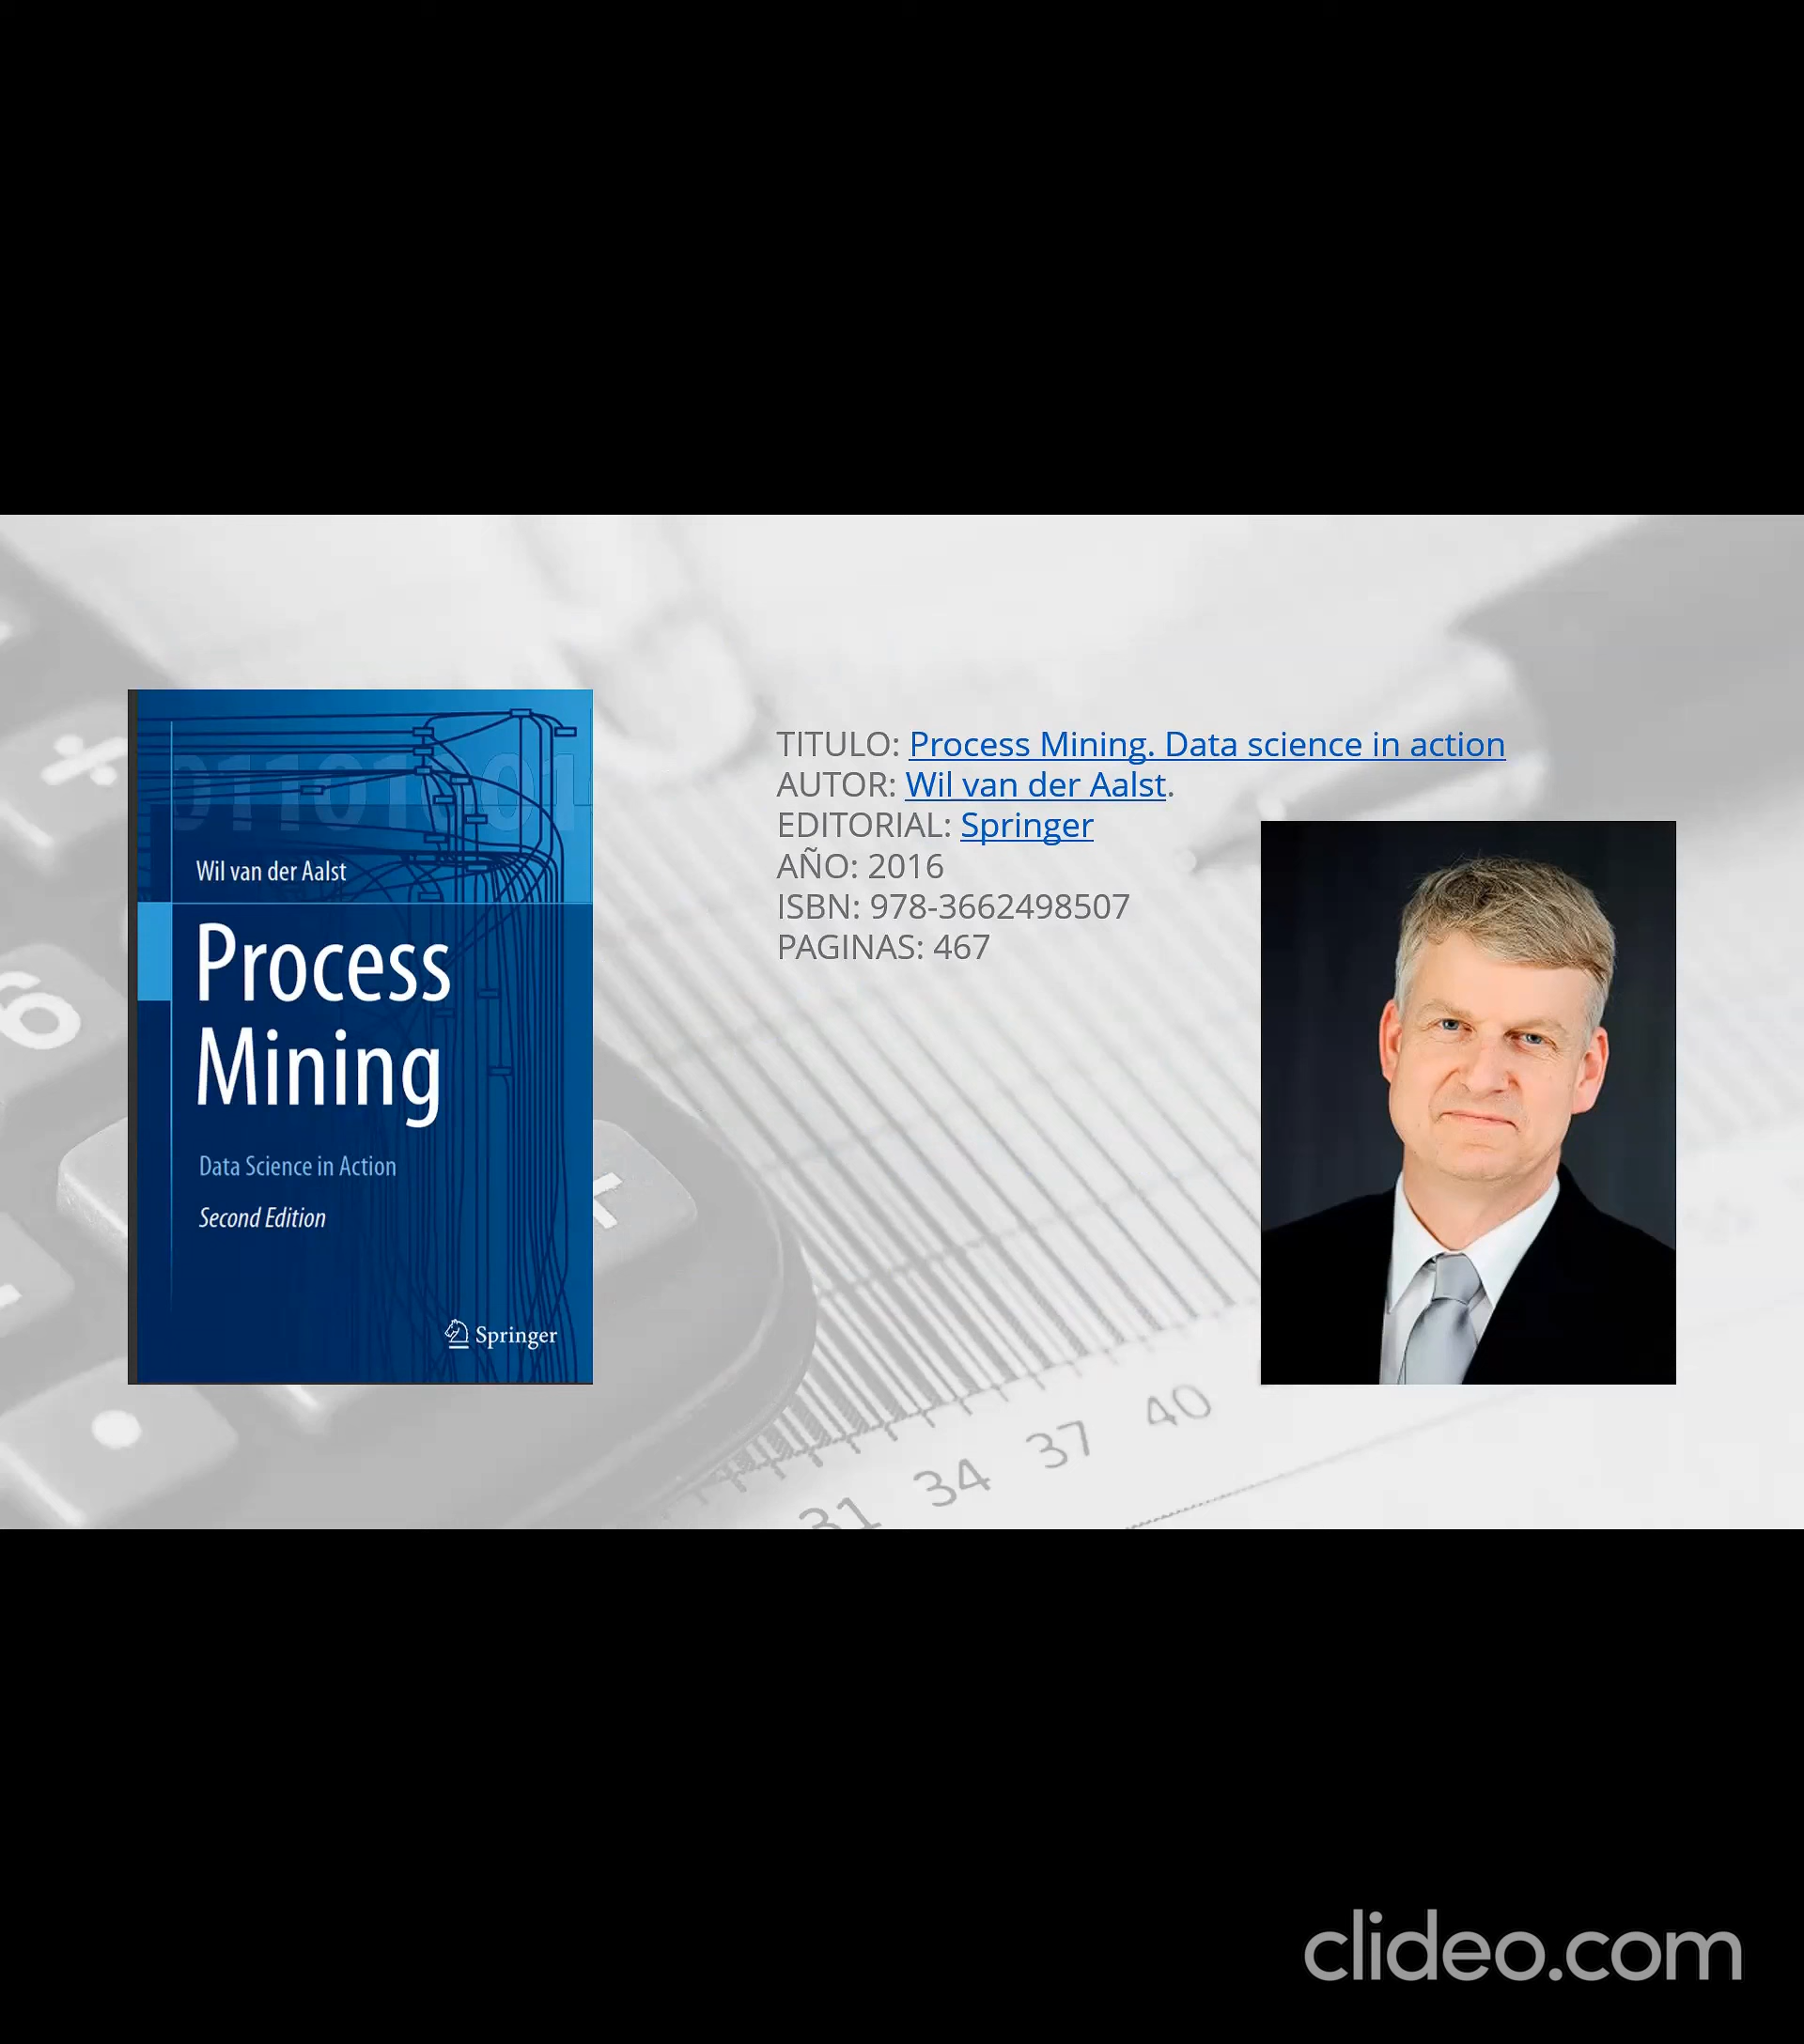 Wil van der Aalst
Process
Mining
Data Science in Action
Second Edition
Springer
TITULO: Process Mining. Data science in action
AUTOR: Wil van der Aalst.
EDITORIAL: Springer
AÑO: 2016
ISBN: 978-3662498507
PAGINAS: 467
6
31 34 37 40
clideo.com